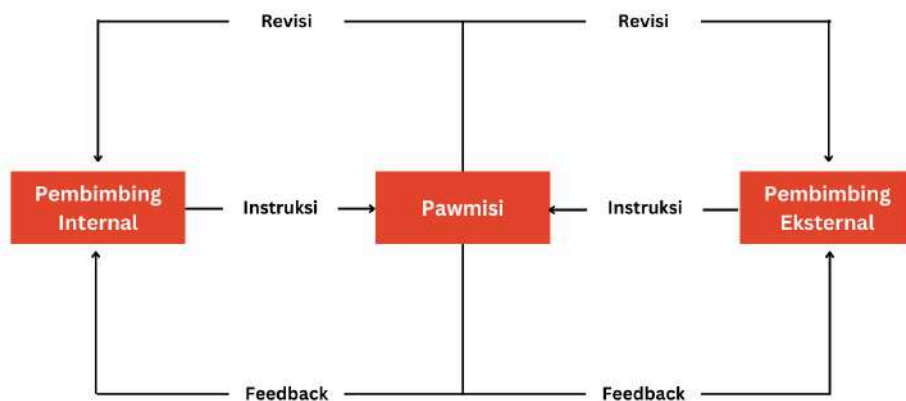 Revisi
Revisi
Pembimbing
Internal
Instruksi
Pawmisi
Instruksi
Pembimbing
Eksternal
Feedback
Feedback